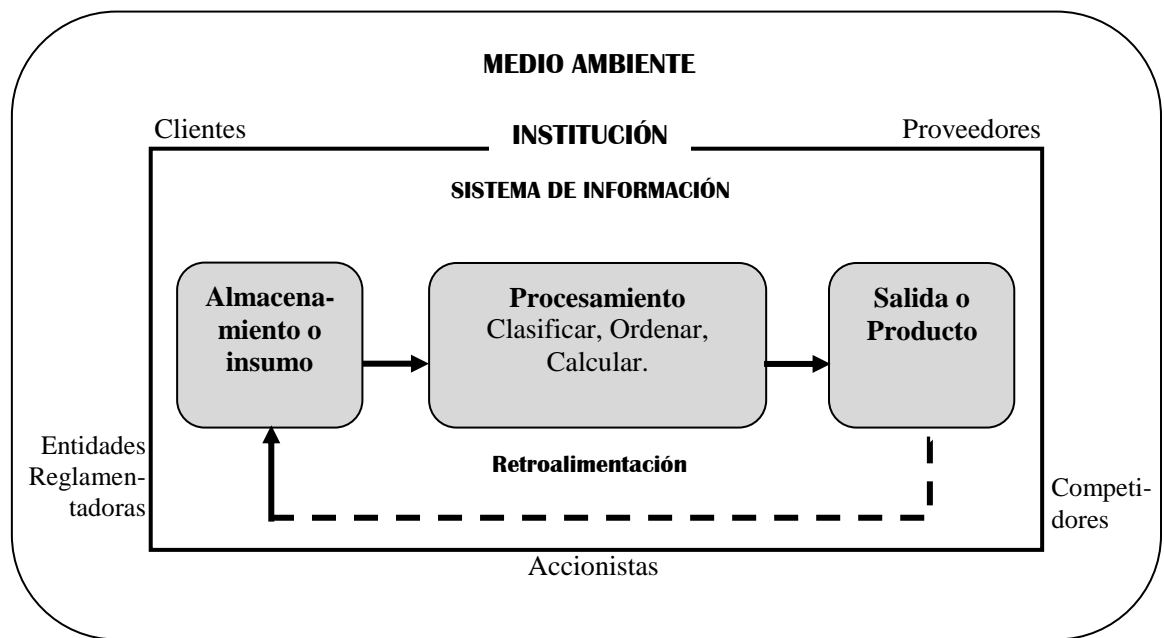 MEDIO AMBIENTE
Clientes
INSTITUCIÓN
Proveedores
SISTEMA DE INFORMACIÓN
Almacena-
miento o
insumo
Procesamiento
Clasificar, Ordenar,
Calcular.
Salida o
Producto
Entidades
Reglamen-
tadoras
Retroalimentación
Competi-
dores
Accionistas